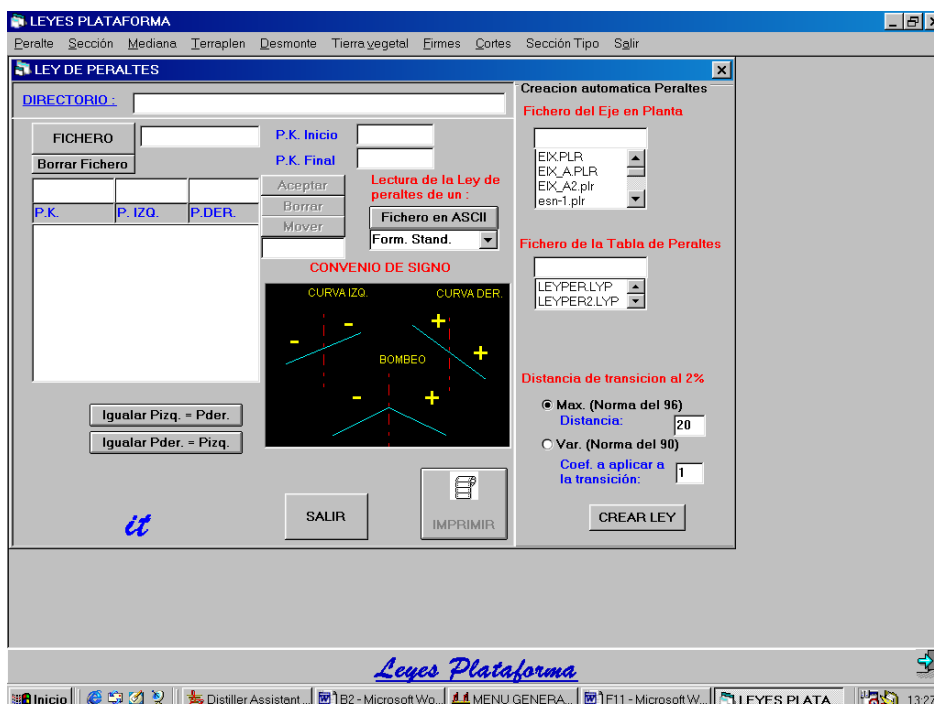 LEYES PLATAFORMA
Peralte Sección Mediana Terraplen Desmonte Tierra vegetal Firmes Cortes Sección Tipo Salir
LEY DE PERALTES
DIRECTORIO :
FICHERO
Borrar Fichero
P.K. Inicio
P.K. Final
P.K. P. IZQ. P.DER.
Aceptar
Borrar
Mover
Lectura de la Ley de
peraltes de un :
Fichero en ASCII
Form. Stand.
CONVENIO DE SIGNO
CURVA IZQ. CURVA DER.
- - + +
BOMBEO
- +
Igualar Pizq. = Pder.
Igualar Pder. = Pizq.
it
SALIR
IMPRIMIR
Creacion automatica Peraltes
Fichero del Eje en Planta
EIX.PLR
EIX_A.PLR
EIX_A2.plr
esn-1.plr
Fichero de la Tabla de Peraltes
LEYPER.LYP
LEYPER2.LYP
Distancia de transicion al 2%
Max. (Norma del 96)
Distancia: 20
Var. (Norma del 90)
Coef. a aplicar a
la transición: 1
CREAR LEY
Leyes Plataforma
Inicio Distiller Assistant... B2 - Microsoft Wo... MENU GENERA... F11 - Microsoft W... LEYES PLATA... 13:27